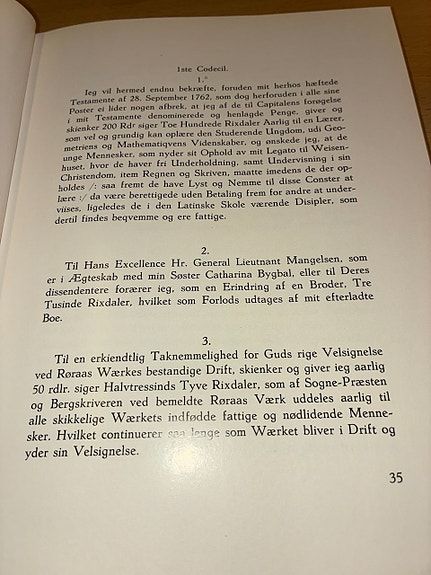 1ste Codecil.
1.°
Ieg vil hermed endnu bekræfte, foruden mit herhos hæftede
Testamente af 28. September 1762, som dog herforuden i alle sine
Poster ei lider nogen afbrek, at jeg af de til Capitalens forøgelse
i mit Testamente denominerede og henlagde Penge, giver og
skienker 200 Rdr siger Toe Hundrede Rixdaler Aarlig til en Lærer,
som vel og grundig kan oplære den Studerende Ungdom, udi Geo-
metriens og Mathematiqvens Videnskaber, og ønskede jeg, at de
unge Mennesker, som nyder sit Ophold av mit Legato til Weisen-
huset, hvor de haver fri Underholdning, samt Undervisning i sin
Christendom, item Regnen og Skriven, maatte imedens de der op-
holdes /: saa fremt de have Lyst og Nemme til disse Conster at
lære :/ da være berettigede uden Betaling frem for andre at under-
viises, ligeledes de i den Latinske Skole værende Disipler, som
dertil findes beqvemme og ere fattige.
2.
Til Hans Excellence Hr. General Lieutnant Mangelsen, som
er i Ægteskab med min Søster Catharina Bygbal, eller til Deres
dissendentere forærer ieg, som en Erindring af en Broder, Tre
Tusinde Rixdaler, hvilket som Forlods udtages af mit efterladte
Boe.
3.
Til en erkiendtlig Taknemmelighed for Guds rige Velsignelse
ved Røraas Wærkes bestandige Drift, skienker og giver ieg aarlig
50 rdlr. siger Halvtressinds Tyve Rixdaler, som af Sogne-Præsten
og Bergskriveren ved bemeldte Røraas Værk uddeles aarlig til
alle skikkelige Wærkets indfødde fattige og nødlidende Menne-
sker. Hvilket continuerer saa lenge som Wærket bliver i Drift og
yder sin Velsignelse.
35